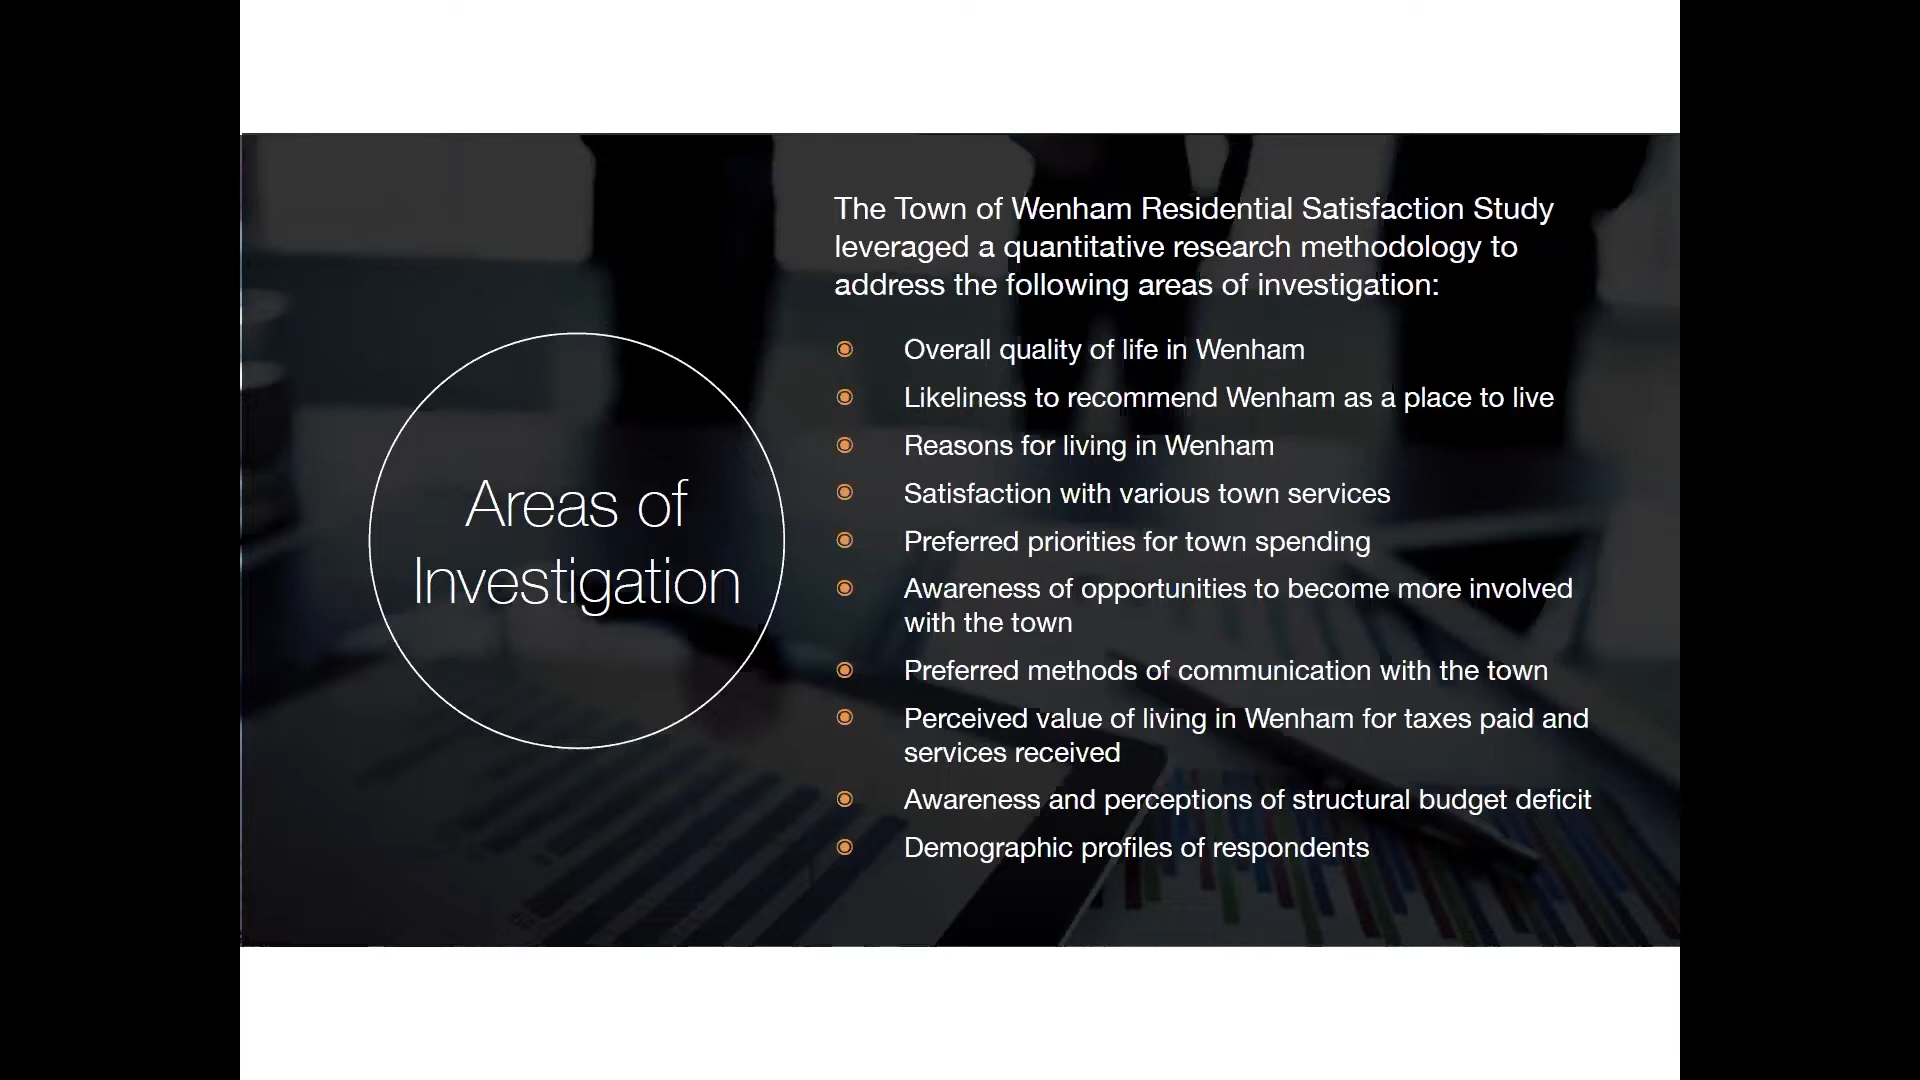 Areas of
Investigation
The Town of Wenham Residential Satisfaction Study
leveraged a quantitative research methodology to
address the following areas of investigation:
Overall quality of life in Wenham
Likeliness to recommend Wenham as a place to live
Reasons for living in Wenham
Satisfaction with various town services
Preferred priorities for town spending
Awareness of opportunities to become more involved
with the town
Preferred methods of communication with the town
Perceived value of living in Wenham for taxes paid and
services received
Awareness and perceptions of structural budget deficit
Demographic profiles of respondents